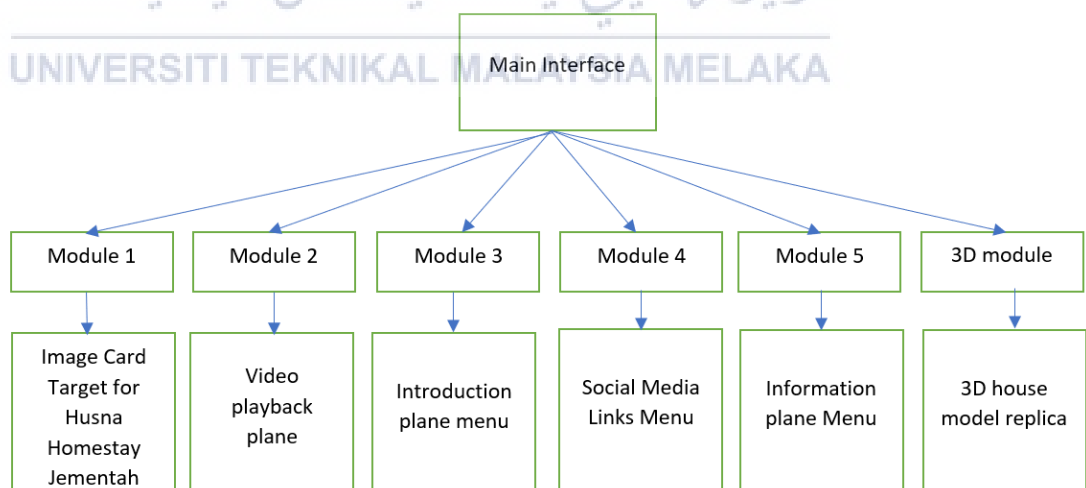 UNIVERSITI TEKNIKAL MALAYSIA MELAKA
Main Interface
Module 1
Module 2
Module 3
Module 4
Module 5
3D module
Image Card
Target for
Husna
Homestay
Jementah
Video
playback
plane
Introduction
plane menu
Social Media
Links Menu
Information
plane Menu
3D house
model replica